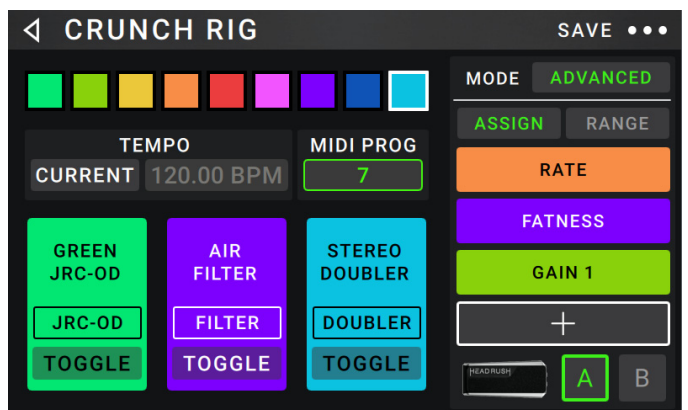 CRUNCH RIG
SAVE
MODE ADVANCED
ASSIGN RANGE
TEMPO
CURRENT 120.00 BPM
MIDI PROG
7
RATE
FATNESS
GAIN 1
+
GREEN
JRC-OD
JRC-OD
TOGGLE
AIR
FILTER
FILTER
TOGGLE
STEREO
DOUBLER
DOUBLER
TOGGLE
HEADRUSH
A B